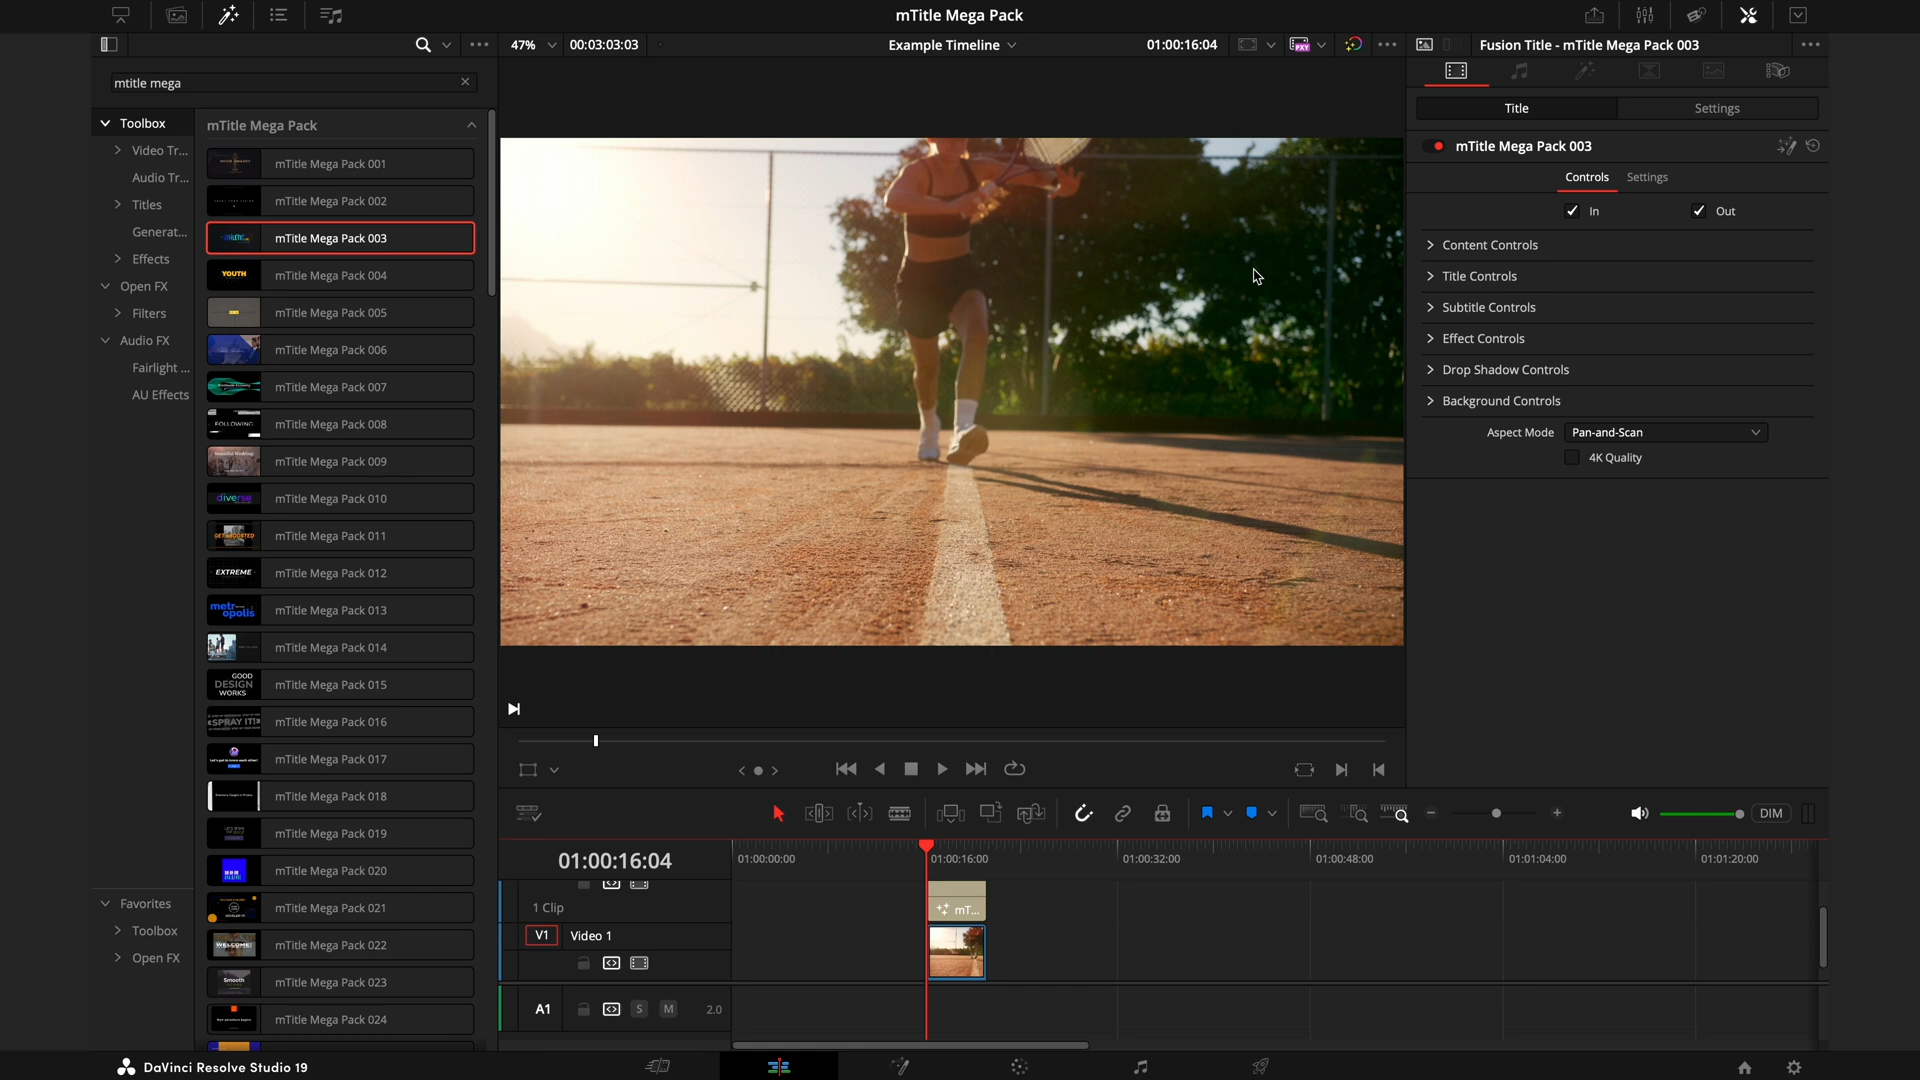 mTitle Mega Pack
47%
00:03:03:03
Example Timeline
01:00:16:04
Fusion Title - mTitle Mega Pack 003
mtitle mega
Title
Settings
Toolbox
Video Tr...
Audio Tr...
Titles
Generat...
Effects
Open FX
Filters
Audio FX
Fairlight ...
AU Effects
Favorites
Toolbox
Open FX
mTitle Mega Pack
mTitle Mega Pack 001
mTitle Mega Pack 002
mTitle Mega Pack 003
YOUTH
mTitle Mega Pack 004
mTitle Mega Pack 005
mTitle Mega Pack 006
mTitle Mega Pack 007
FOLLOWING
mTitle Mega Pack 008
mTitle Mega Pack 009
diverse
mTitle Mega Pack 010
GET BOOSTED
mTitle Mega Pack 011
EXTREME
mTitle Mega Pack 012
metropolis
mTitle Mega Pack 013
mTitle Mega Pack 014
GOOD
DESIGN
WORKS
mTitle Mega Pack 015
SPRAY IT!
mTitle Mega Pack 016
Let's get to know each other!
mTitle Mega Pack 017
mTitle Mega Pack 018
mTitle Mega Pack 019
mTitle Mega Pack 020
mTitle Mega Pack 021
WELCOME!
mTitle Mega Pack 022
Smooth
mTitle Mega Pack 023
mTitle Mega Pack 024
mTitle Mega Pack 003
Controls
Settings
In
Out
Content Controls
Title Controls
Subtitle Controls
Effect Controls
Drop Shadow Controls
Background Controls
Aspect Mode
Pan-and-Scan
4K Quality
DIM
01:00:16:04
01:00:00:00
01:00:16:00
01:00:32:00
01:00:48:00
01:01:04:00
01:01:20:00
1 Clip
mT...
V1
Video 1
A1
S
M
2.0
DaVinci Resolve Studio 19